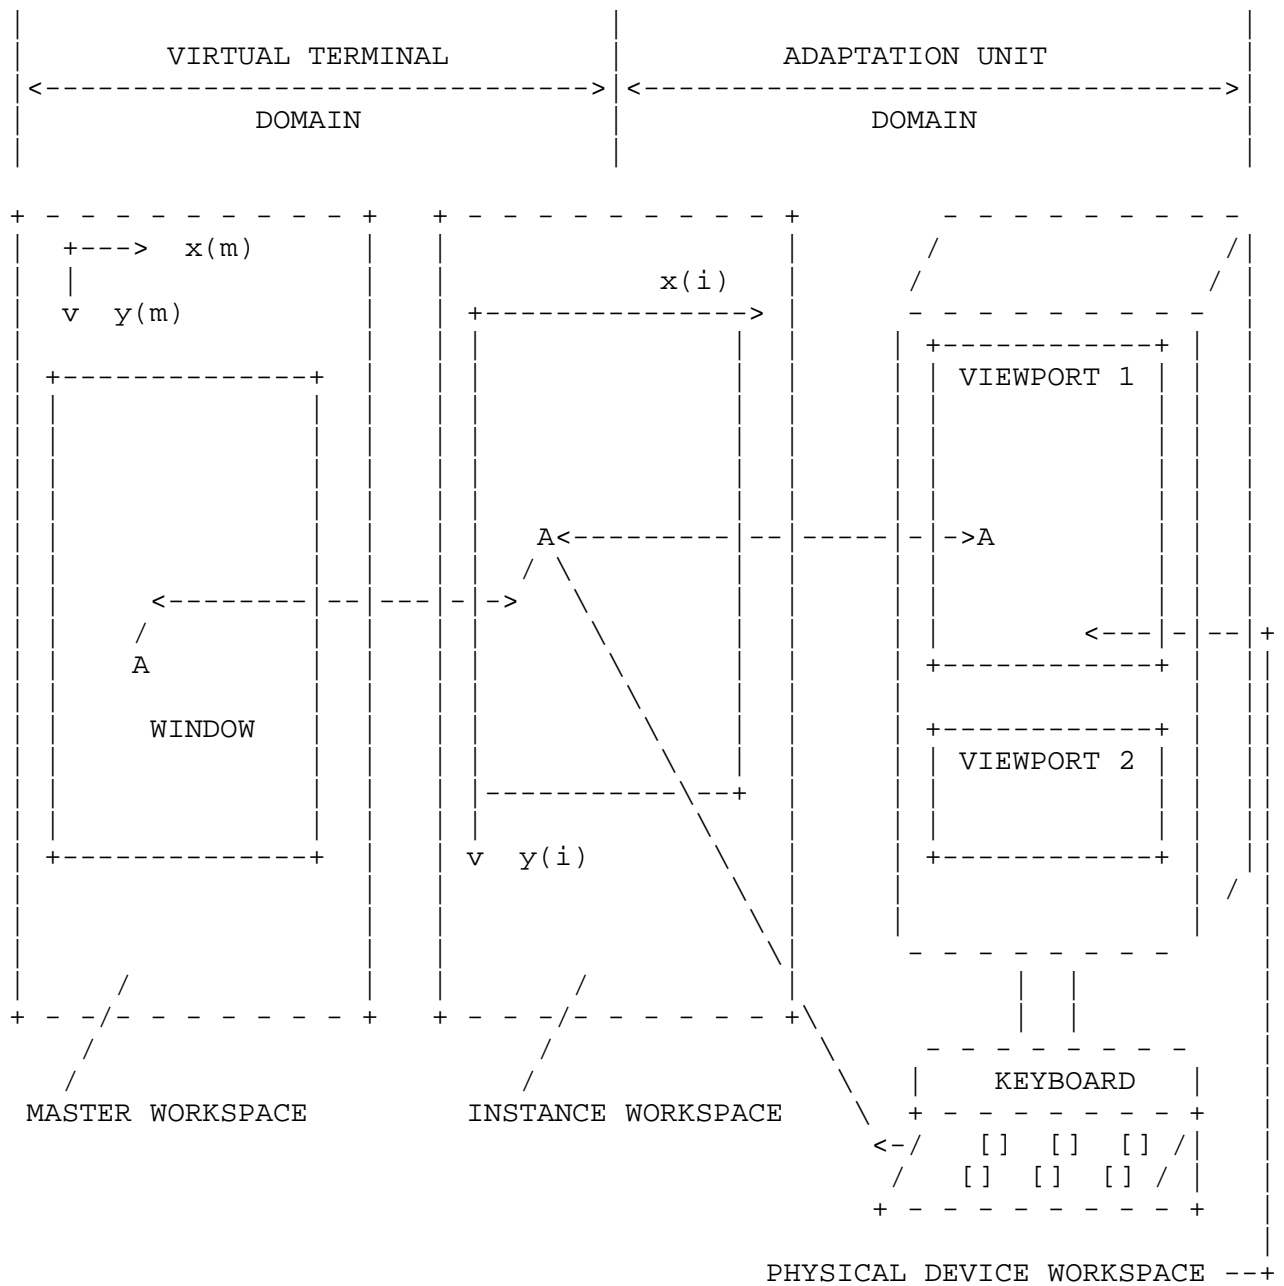 VIRTUAL TERMINAL ADAPTATION UNIT
DOMAIN DOMAIN
x(m)
x(i)
y(m)
VIEWPORT 1
A A
A
WINDOW
VIEWPORT 2
y(i)
KEYBOARD
MASTER WORKSPACE INSTANCE WORKSPACE
[] [] []
[] [] []
PHYSICAL DEVICE WORKSPACE